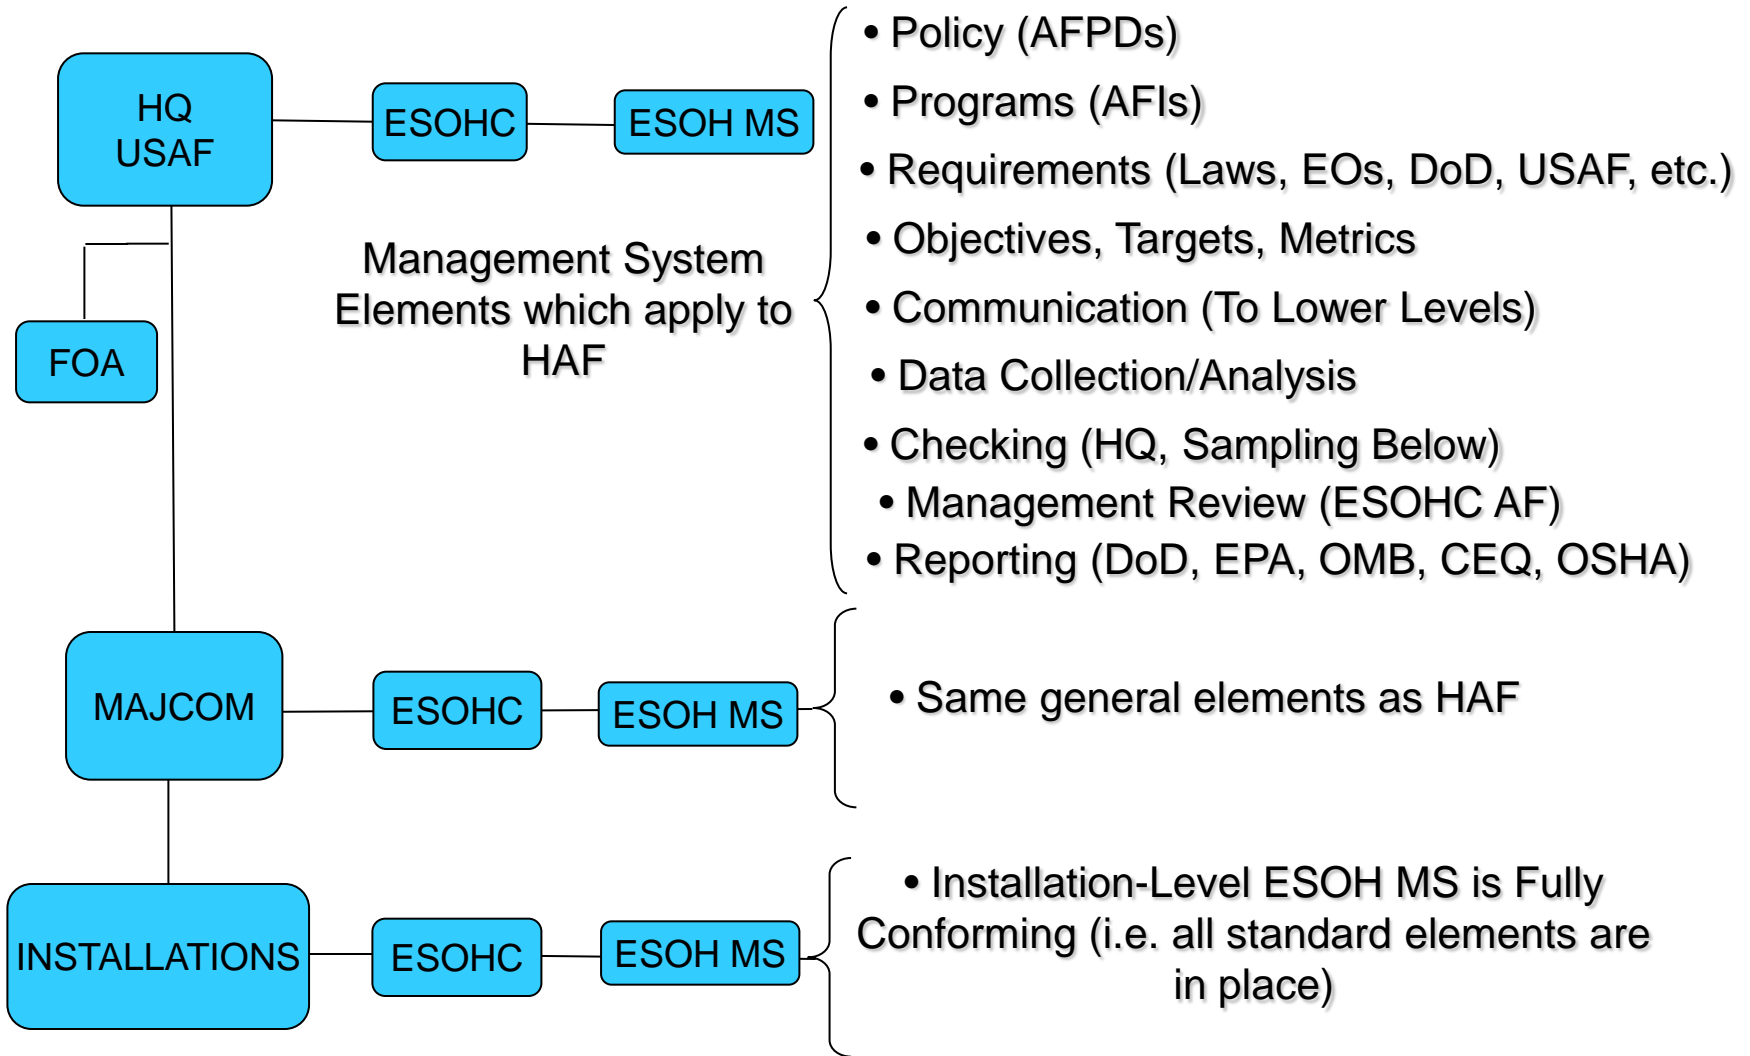 HQ
USAF
ESOHC
ESOH MS
• Policy (AFPDs)
• Programs (AFIs)
• Requirements (Laws, EOs, DoD, USAF, etc.)
• Objectives, Targets, Metrics
• Communication (To Lower Levels)
• Data Collection/Analysis
• Checking (HQ, Sampling Below)
• Management Review (ESOHC AF)
• Reporting (DoD, EPA, OMB, CEQ, OSHA)
Management System
Elements which apply to
HAF
FOA
MAJCOM
ESOHC
ESOH MS
• Same general elements as HAF
INSTALLATIONS
ESOHC
ESOH MS
• Installation-Level ESOH MS is Fully
Conforming (i.e. all standard elements are
in place)